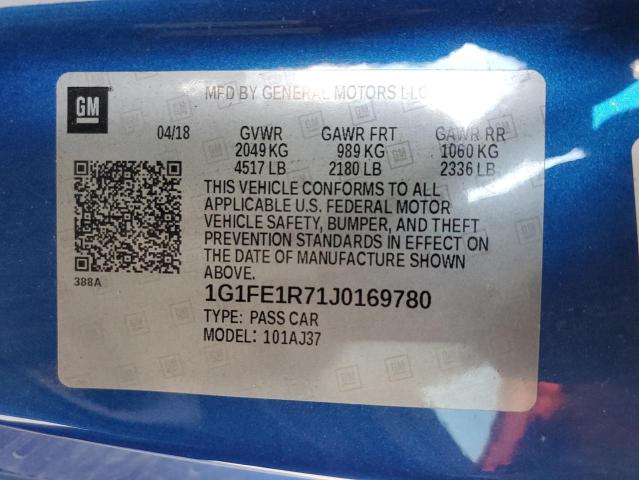 GM
MFD BY GENERAL MOTORS LLC
04/18 GVWR GAWR FRT GAWR RR
2049 KG 989 KG 1060 KG
4517 LB 2180 LB 2336 LB
THIS VEHICLE CONFORMS TO ALL
APPLICABLE U.S. FEDERAL MOTOR
VEHICLE SAFETY, BUMPER, AND THEFT
PREVENTION STANDARDS IN EFFECT ON
THE DATE OF MANUFACTURE SHOWN
ABOVE.
388A
1G1FE1R71J0169780
TYPE: PASS CAR
MODEL: 101AJ37